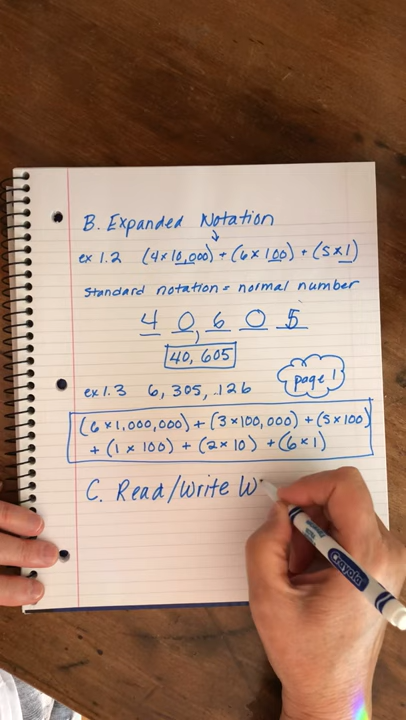 B. Expanded Notation
ex 1.2 (4×10,000) + (6×100) + (5×1)
standard notation = normal number
4 0, 6 0 5
40,605
page 1
ex 1.3 6,305,126
(6×1,000,000) + (3×100,000) + (5×100)
+ (1×100) + (2×10) + (6×1)
C. Read/Write W
Crayola